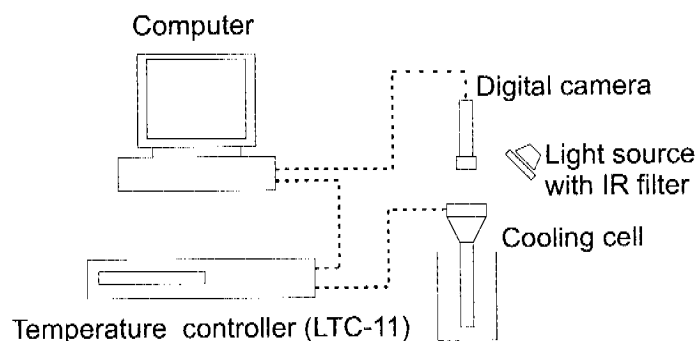 Computer
Digital camera
Light source
with IR filter
Cooling cell
Temperature controller (LTC-11)